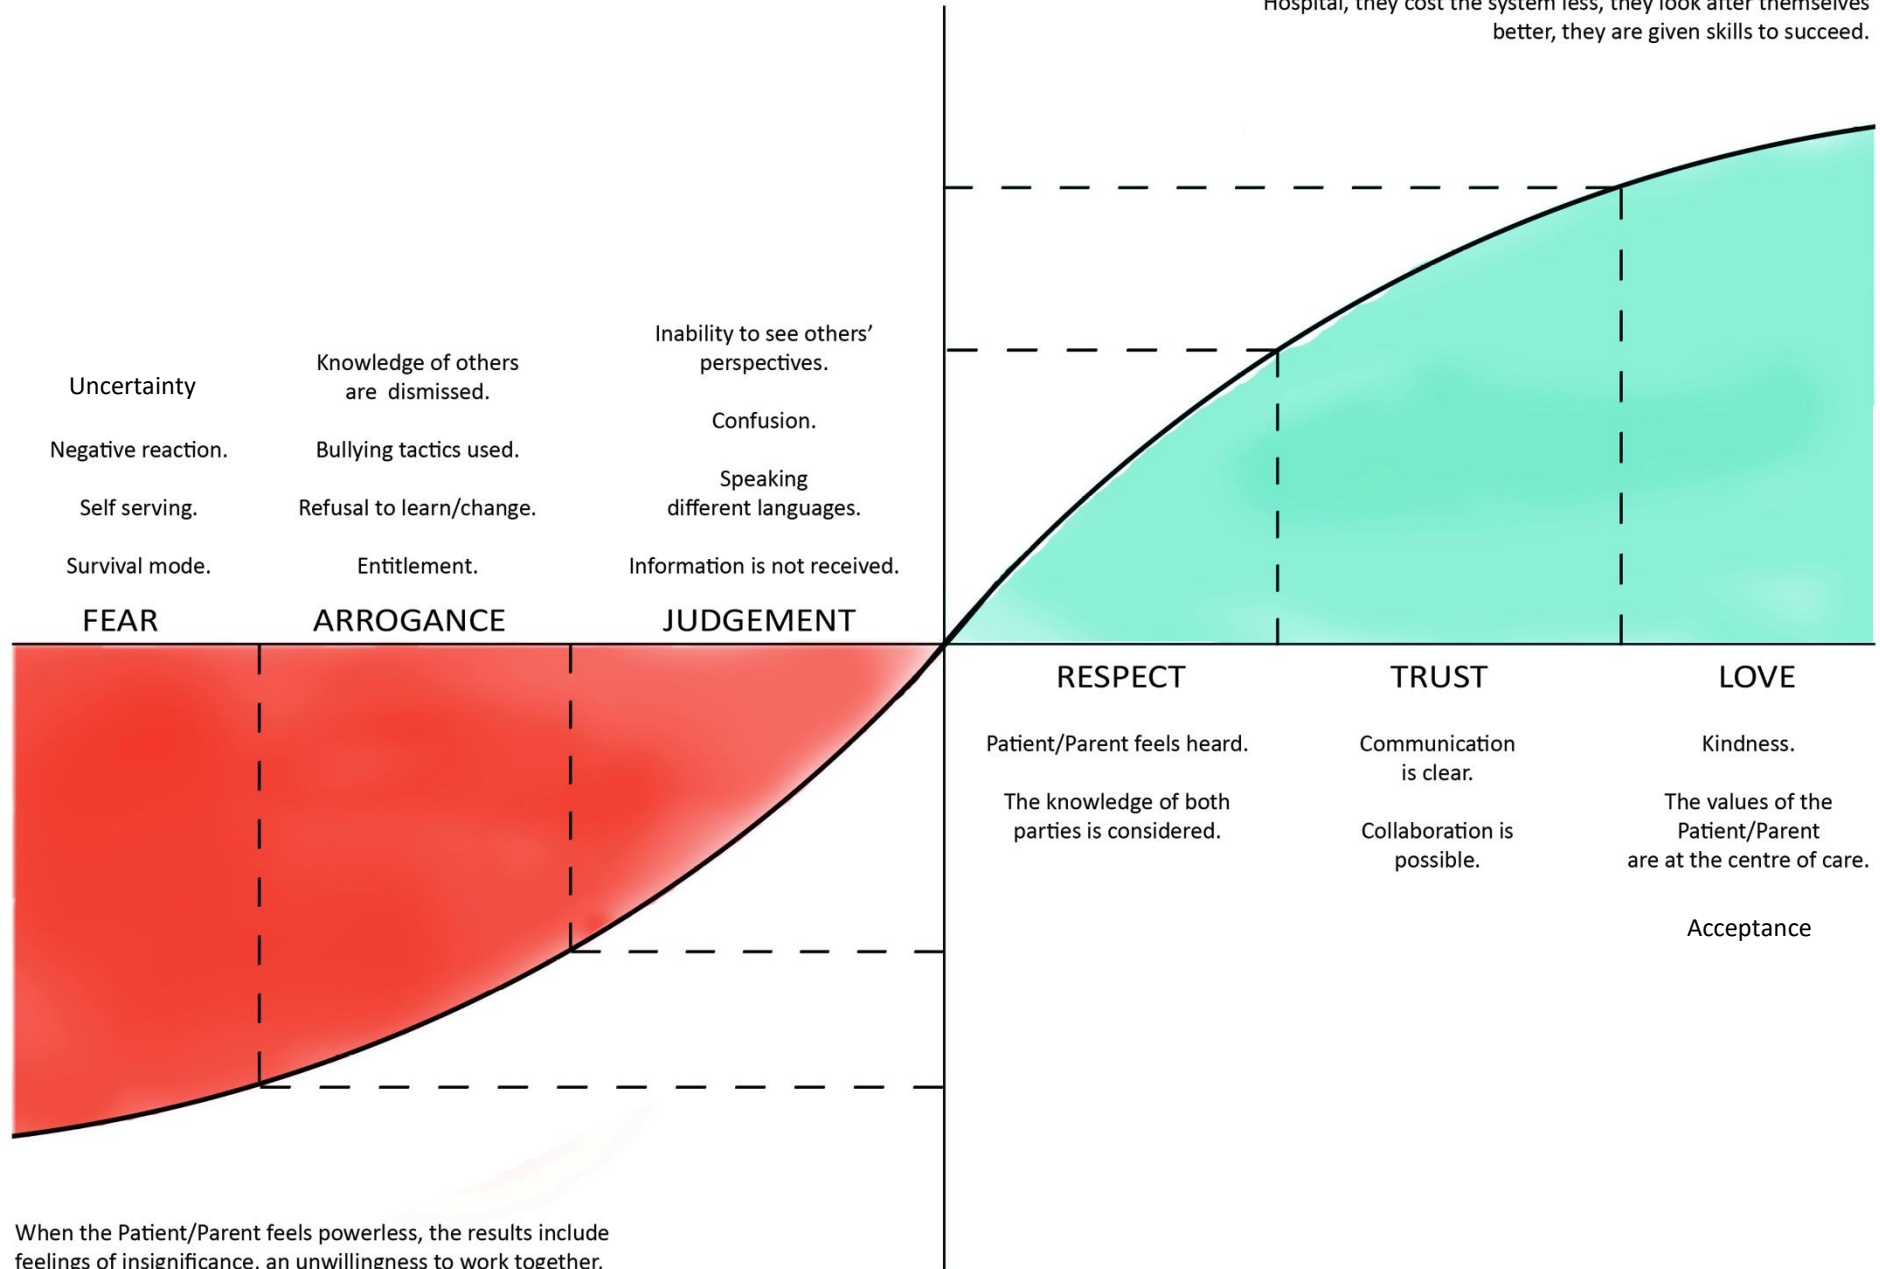 Hospital, they cost the system less, they look after themselves
better, they are given skills to succeed.
Uncertainty
Negative reaction.
Self serving.
Survival mode.
FEAR
Knowledge of others
are dismissed.
Bullying tactics used.
Refusal to learn/change.
Entitlement.
ARROGANCE
Inability to see others’
perspectives.
Confusion.
Speaking
different languages.
Information is not received.
JUDGEMENT
RESPECT
Patient/Parent feels heard.
The knowledge of both
parties is considered.
TRUST
Communication
is clear.
Collaboration is
possible.
LOVE
Kindness.
The values of the
Patient/Parent
are at the centre of care.
Acceptance
When the Patient/Parent feels powerless, the results include
feelings of insignificance, an unwillingness to work together,